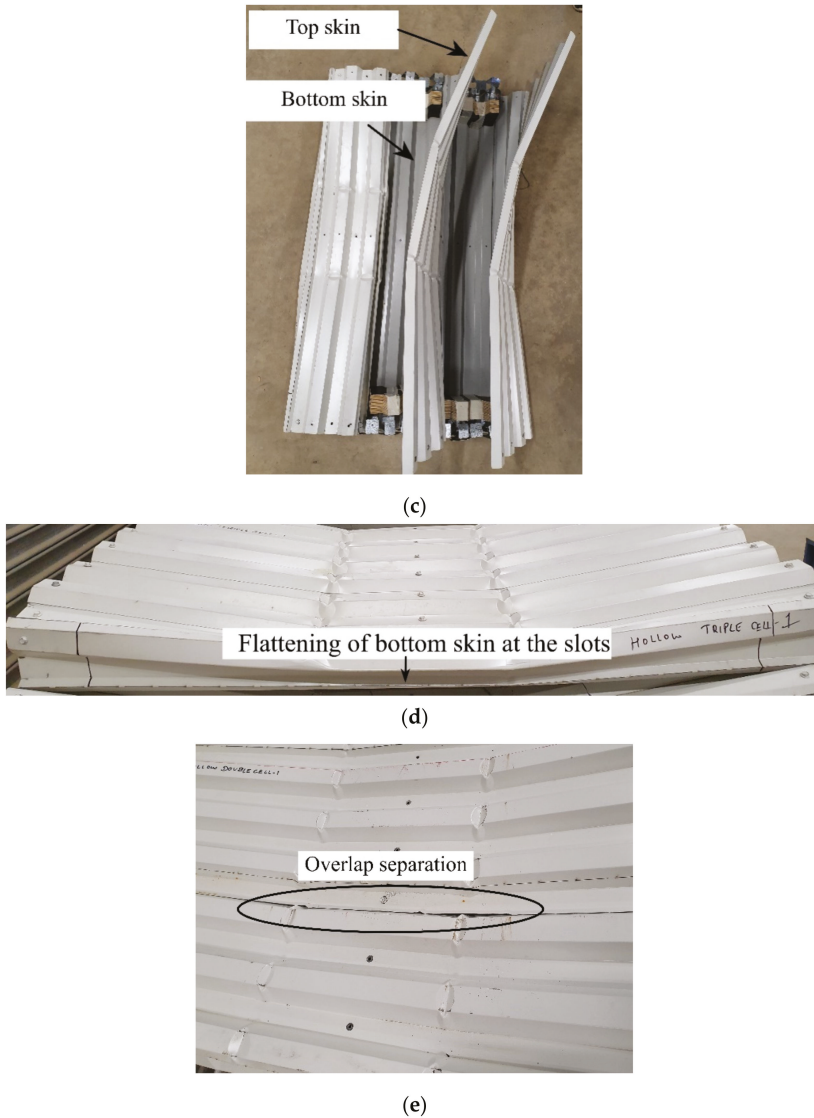 Top skin
Bottom skin
(c)
Flattening of bottom skin at the slots
HOLLOW TRIPLE CELL-1
(d)
LLOW DOUBLE CELL-1
Overlap separation
(e)